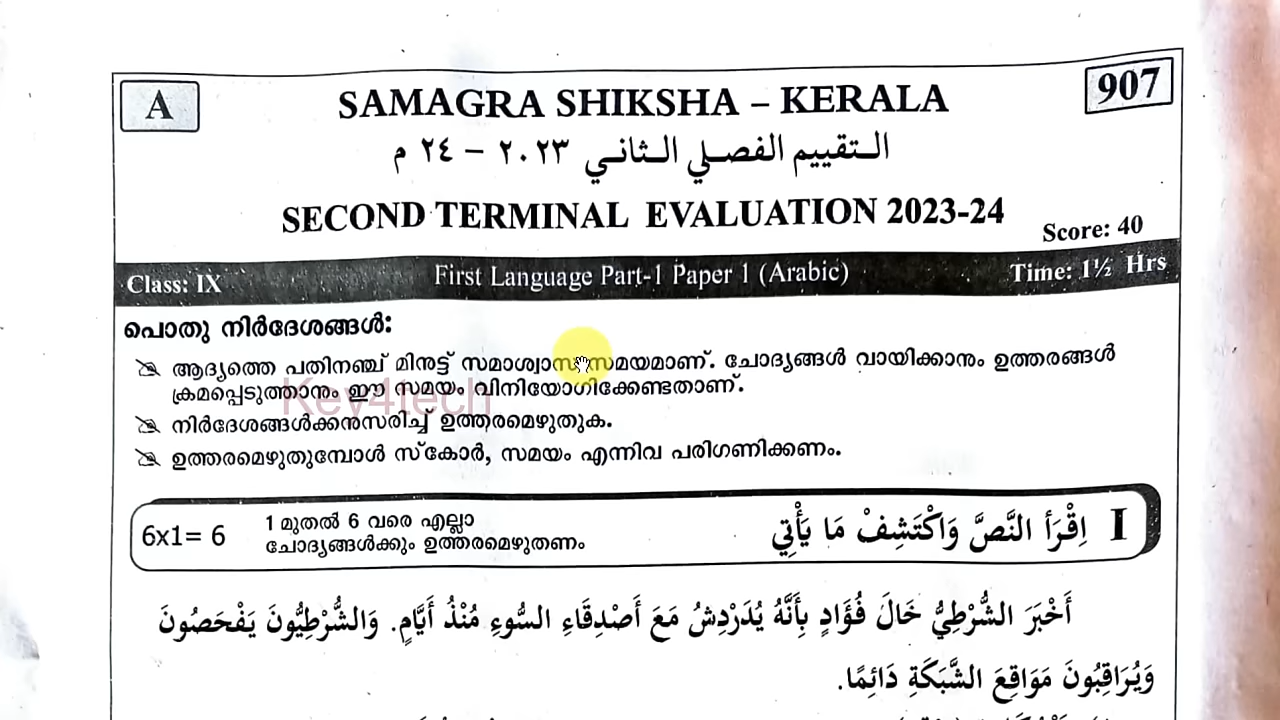 A
907
SAMAGRA SHIKSHA – KERALA
التقييم الفصلي الثاني ٢٠٢٣ – ٢٤ م
SECOND TERMINAL EVALUATION 2023-24
Score: 40
Class: IX
First Language Part-1 Paper 1 (Arabic)
Time: 1½ Hrs
പൊതു നിർദേശങ്ങൾ:
ആദ്യത്തെ പതിനഞ്ച് മിനുട്ട് സമാശ്വാസ സമയമാണ്. ചോദ്യങ്ങൾ വായിക്കാനും ഉത്തരങ്ങൾ
ക്രമപ്പെടുത്താനും ഈ സമയം വിനിയോഗിക്കേണ്ടതാണ്.
Key4tech
നിർദേശങ്ങൾക്കനുസരിച്ച് ഉത്തരമെഴുതുക.
ഉത്തരമെഴുതുമ്പോൾ സ്കോർ, സമയം എന്നിവ പരിഗണിക്കണം.
I اِقْرَأ النَّصَّ وَاكْتَشِفْ مَا يَأْتِي
1 മുതൽ 6 വരെ എല്ലാ
ചോദ്യങ്ങൾക്കും ഉത്തരമെഴുതണം
6x1= 6
أَخْبَرَ الشُّرْطِيُّ خَالَ فُؤَادٍ بِأَنَّهُ يُدَرْدِشُ مَعَ أَصْدِقَاءِ السُّوءِ مُنْذُ أَيَّامٍ. وَالشُّرْطِيُّونَ يَفْحَصُونَ
وَيُرَاقِبُونَ مَوَاقِعَ الشَّبَكَةِ دَائِمًا.